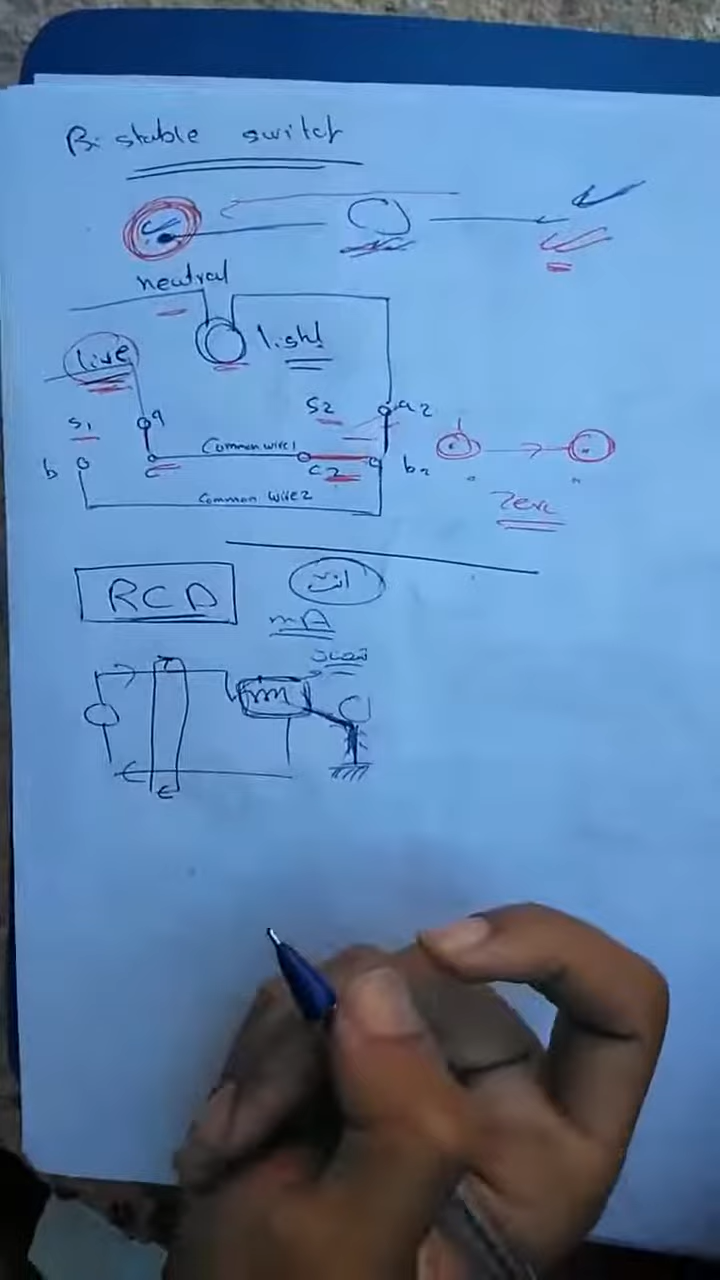 Bi stable switch
neutral
live
light
S1
a
S2
a2
b
c
Common wire 1
C2
b2
1
Common wire 2
Zero
RCD
mA
m